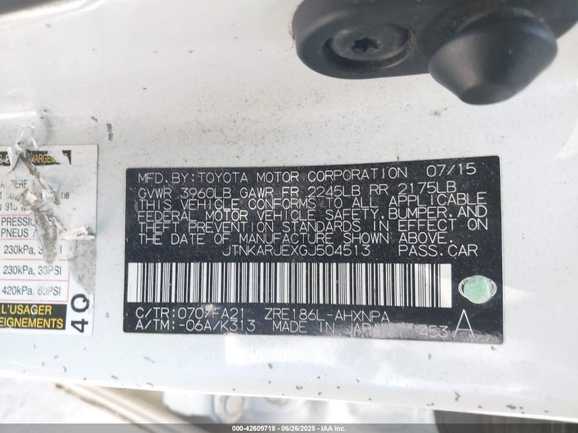 MFD.BY:TOYOTA MOTOR CORPORATION 07/15
GVWR 3960LB GAWR FR 2245LB RR 2175LB
THIS VEHICLE CONFORMS TO ALL APPLICABLE
FEDERAL MOTOR VEHICLE SAFETY,BUMPER,AND
THEFT PREVENTION STANDARDS IN EFFECT ON
THE DATE OF MANUFACTURE SHOWN ABOVE.
JTNKARJEXGJ504513 PASS.CAR
C/TR:070/FA21 ZRE186L-AHXNPA
A/TM:-06A/K313 MADE IN JAPAN
A
PRESSION
PNEUS
230kPa,
230kPa, 33PSI
420kPa, 60PSI
L'USAGER
40
000-42609718 - 06/26/2025 - IAA Inc.